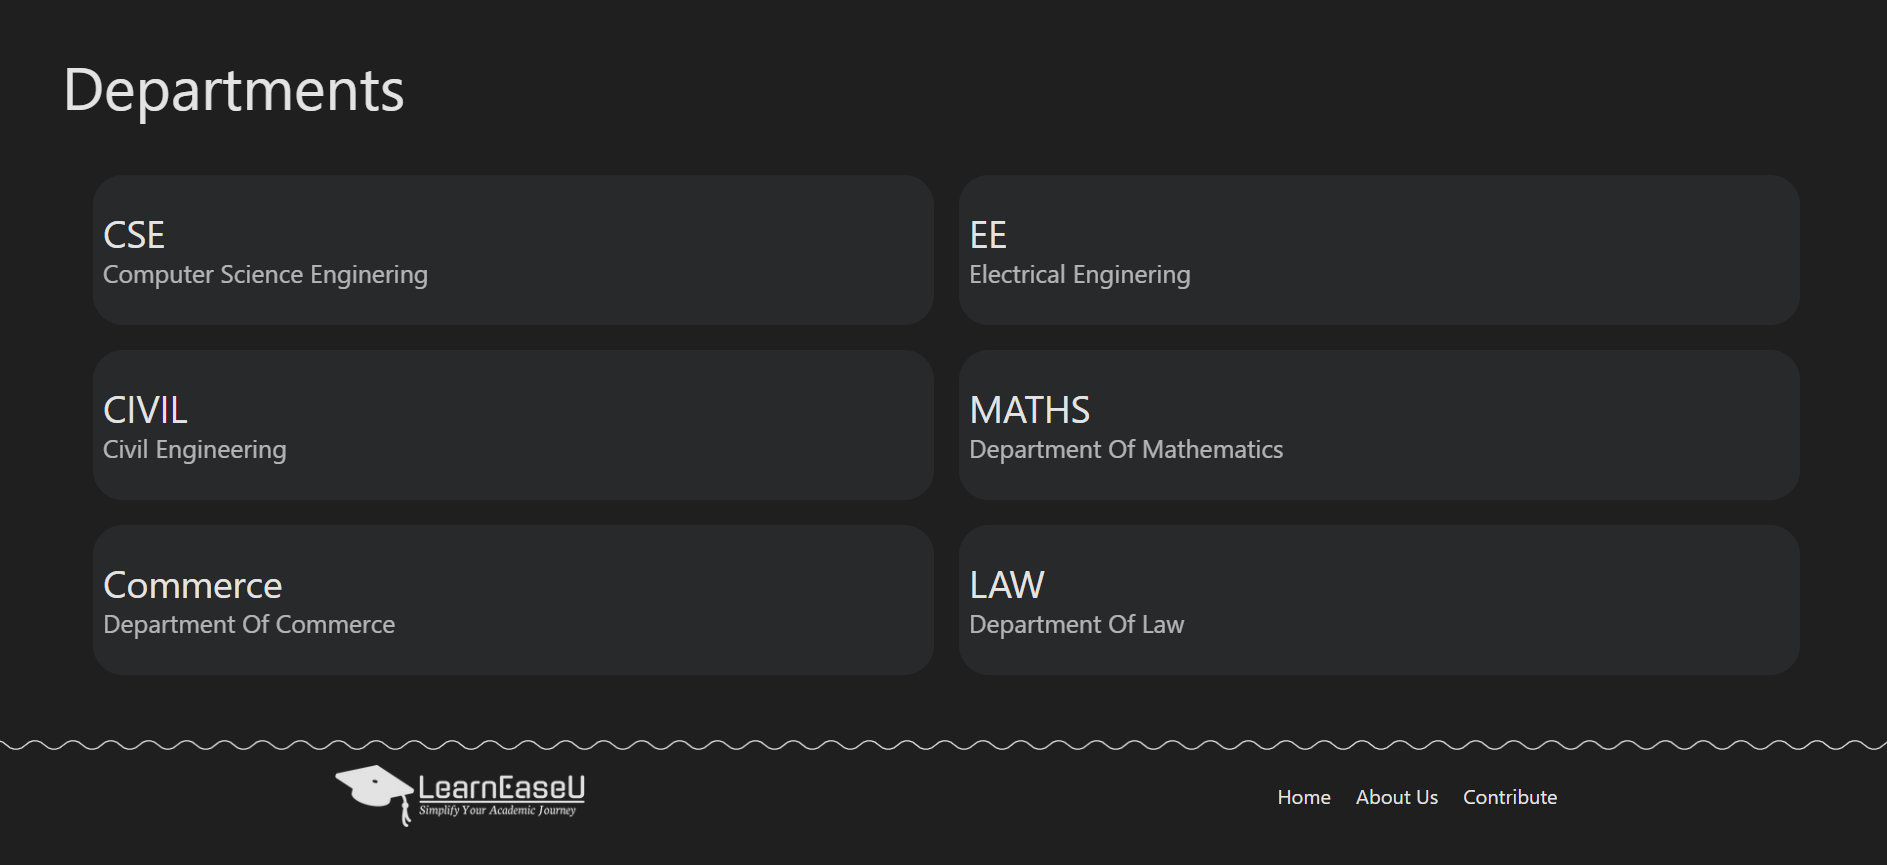 Departments
CSE
Computer Science Enginering
EE
Electrical Enginering
CIVIL
Civil Engineering
MATHS
Department Of Mathematics
Commerce
Department Of Commerce
LAW
Department Of Law
LearnEaseU
Simplify Your Academic Journey
Home About Us Contribute